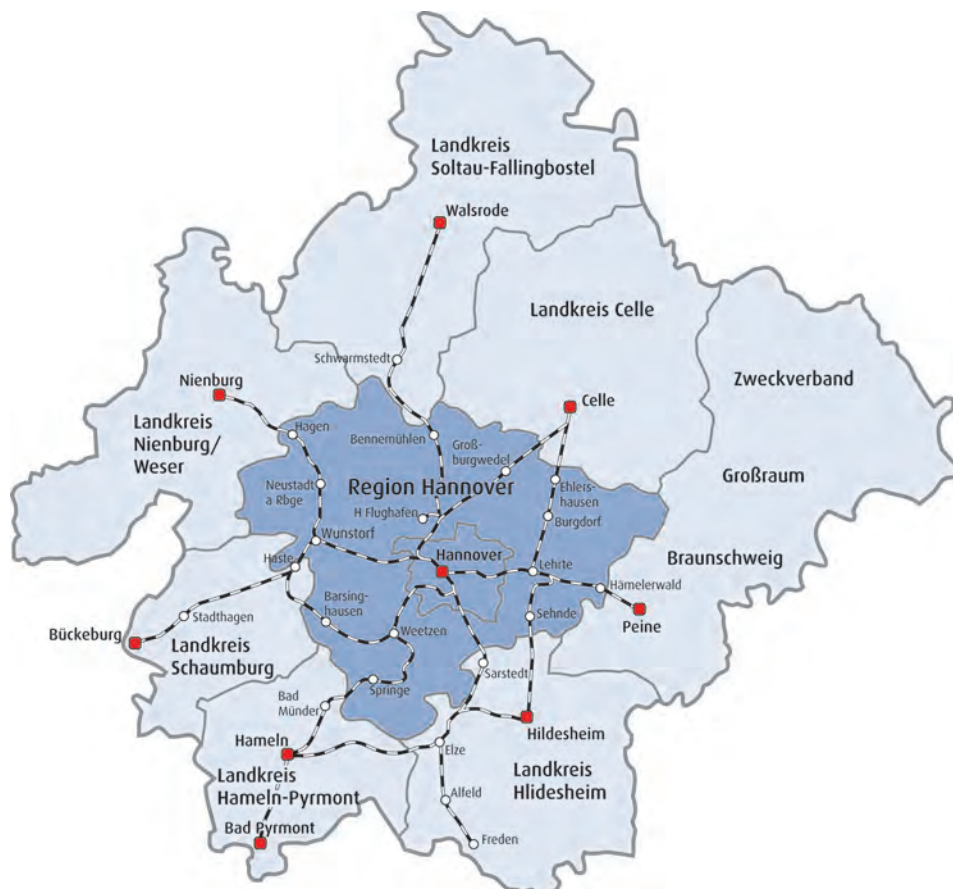 Landkreis
Soltau-Fallingbostel
Walsrode
Landkreis Celle
Schwarmstedt
Zweckverband
Nienburg
Celle
Landkreis
Nienburg/
Weser
Hagen
Bennemühlen
Groß-
burgwedel
Großraum
Neustadt
a Rbge
Region Hannover
Ehlers-
hausen
H Flughafen
Burgdorf
Wunstorf
Hannover
Braunschweig
Haste
Lehrte
Hämelerwald
Barsing-
hausen
Stadthagen
Sehnde
Peine
Bückeburg
Weetzen
Landkreis
Schaumburg
Sarstedt
Springe
Bad
Münder
Hildesheim
Hameln
Elze
Landkreis
Hlidesheim
Landkreis
Hameln-Pyrmont
Alfeld
Bad Pyrmont
Freden